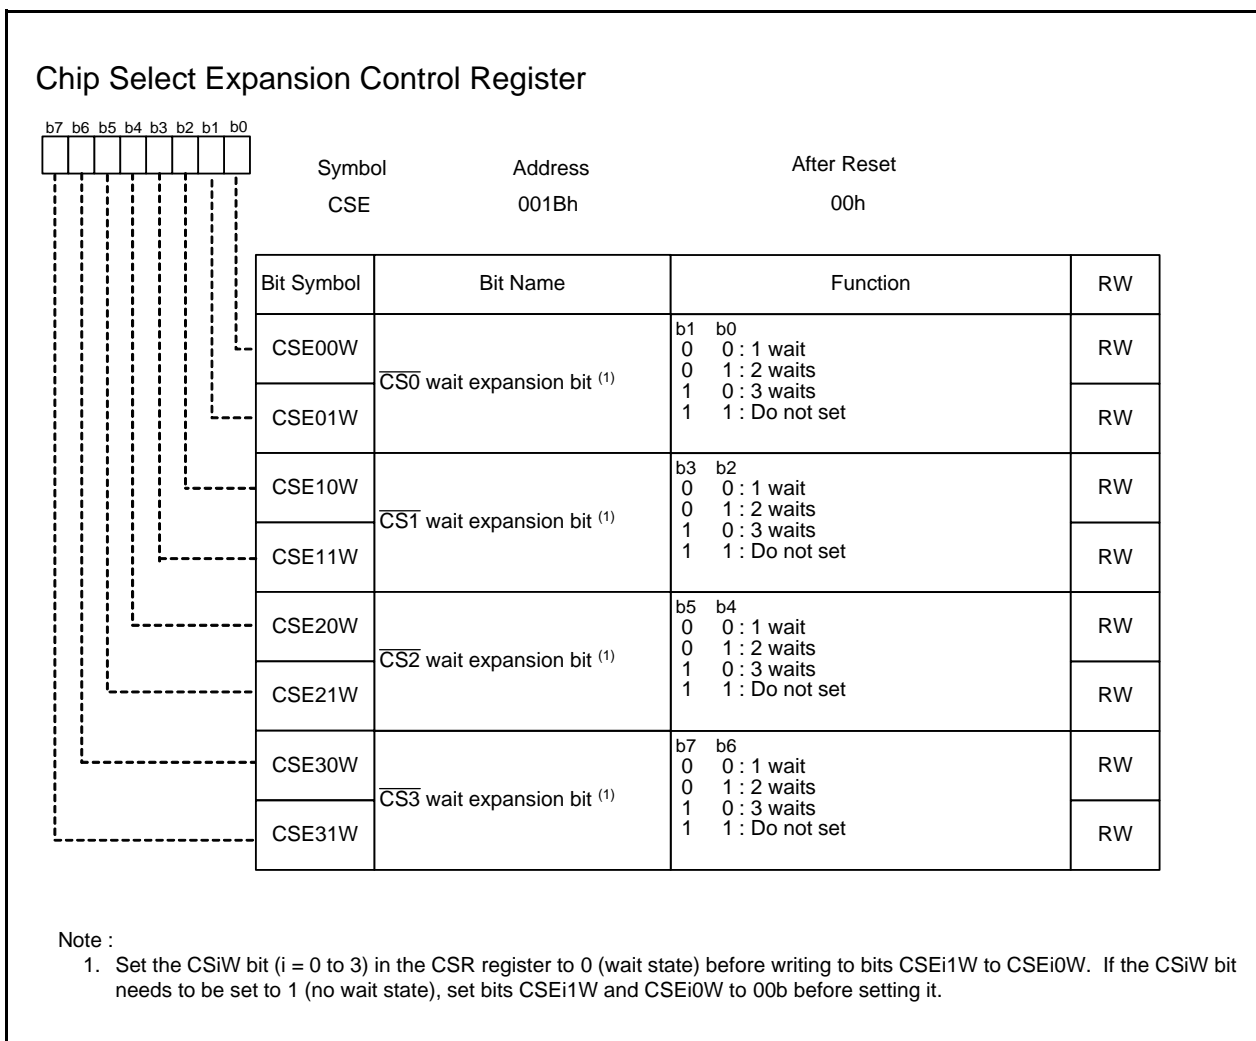 Chip Select Expansion Control Register
b7 b6 b5 b4 b3 b2 b1 b0
Symbol Address After Reset
CSE 001Bh 00h
Bit Symbol Bit Name Function RW
CSE00W RW
CSE01W RW
C̅S̅0̅ wait expansion bit (1)
b1 b0
0 0 : 1 wait
0 1 : 2 waits
1 0 : 3 waits
1 1 : Do not set
CSE10W RW
CSE11W RW
C̅S̅1̅ wait expansion bit (1)
b3 b2
0 0 : 1 wait
0 1 : 2 waits
1 0 : 3 waits
1 1 : Do not set
CSE20W RW
CSE21W RW
C̅S̅2̅ wait expansion bit (1)
b5 b4
0 0 : 1 wait
0 1 : 2 waits
1 0 : 3 waits
1 1 : Do not set
CSE30W RW
CSE31W RW
C̅S̅3̅ wait expansion bit (1)
b7 b6
0 0 : 1 wait
0 1 : 2 waits
1 0 : 3 waits
1 1 : Do not set
Note :
1. Set the CSiW bit (i = 0 to 3) in the CSR register to 0 (wait state) before writing to bits CSEi1W to CSEi0W. If the CSiW bit
needs to be set to 1 (no wait state), set bits CSEi1W and CSEi0W to 00b before setting it.